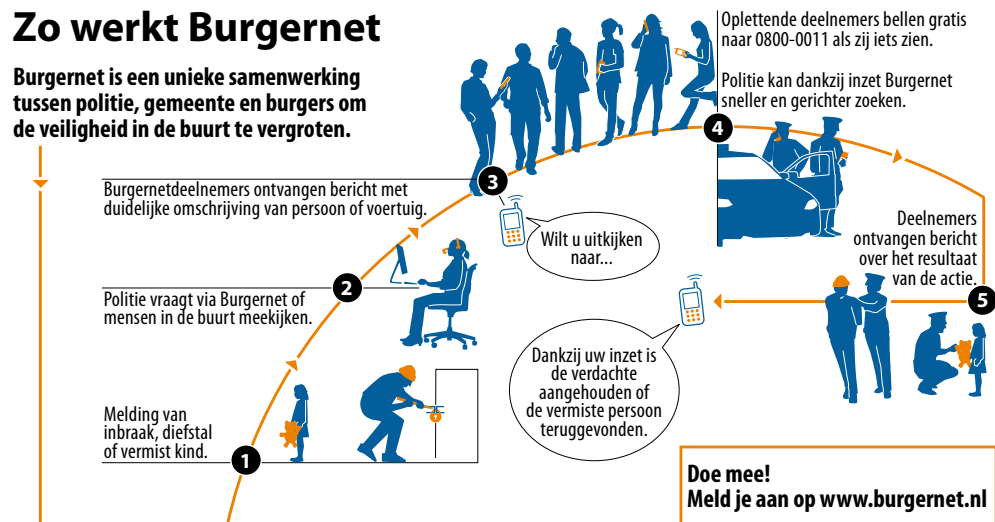 Zo werkt Burgernet
Burgernet is een unieke samenwerking
tussen politie, gemeente en burgers om
de veiligheid in de buurt te vergroten.
1
Melding van
inbraak, diefstal
of vermist kind.
2
Politie vraagt via Burgernet of
mensen in de buurt meekijken.
3
Burgernetdeelnemers ontvangen bericht met
duidelijke omschrijving van persoon of voertuig.
Wilt u uitkijken
naar...
4
Oplettende deelnemers bellen gratis
naar 0800-0011 als zij iets zien.
Politie kan dankzij inzet Burgernet
sneller en gerichter zoeken.
5
Deelnemers
ontvangen bericht
over het resultaat
van de actie.
Dankzij uw inzet is
de verdachte
aangehouden of
de vermiste persoon
teruggevonden.
Doe mee!
Meld je aan op www.burgernet.nl